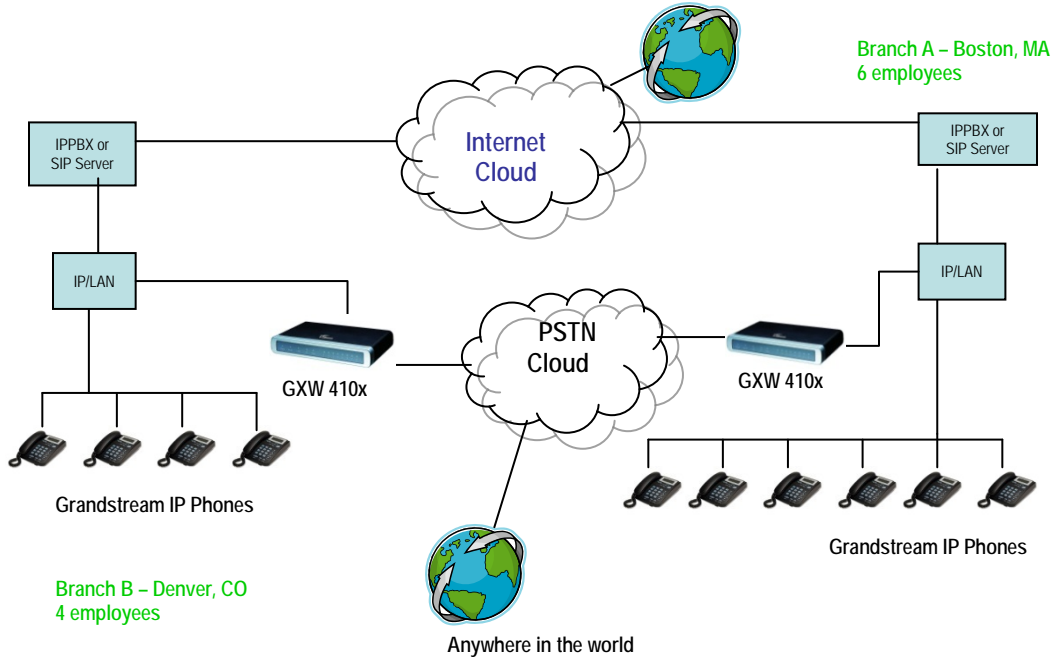 Branch A – Boston, MA
6 employees
IPPBX or
SIP Server
Internet
Cloud
IPPBX or
SIP Server
IP/LAN
IP/LAN
PSTN
Cloud
GXW 410x
GXW 410x
Grandstream IP Phones
Grandstream IP Phones
Branch B – Denver, CO
4 employees
Anywhere in the world